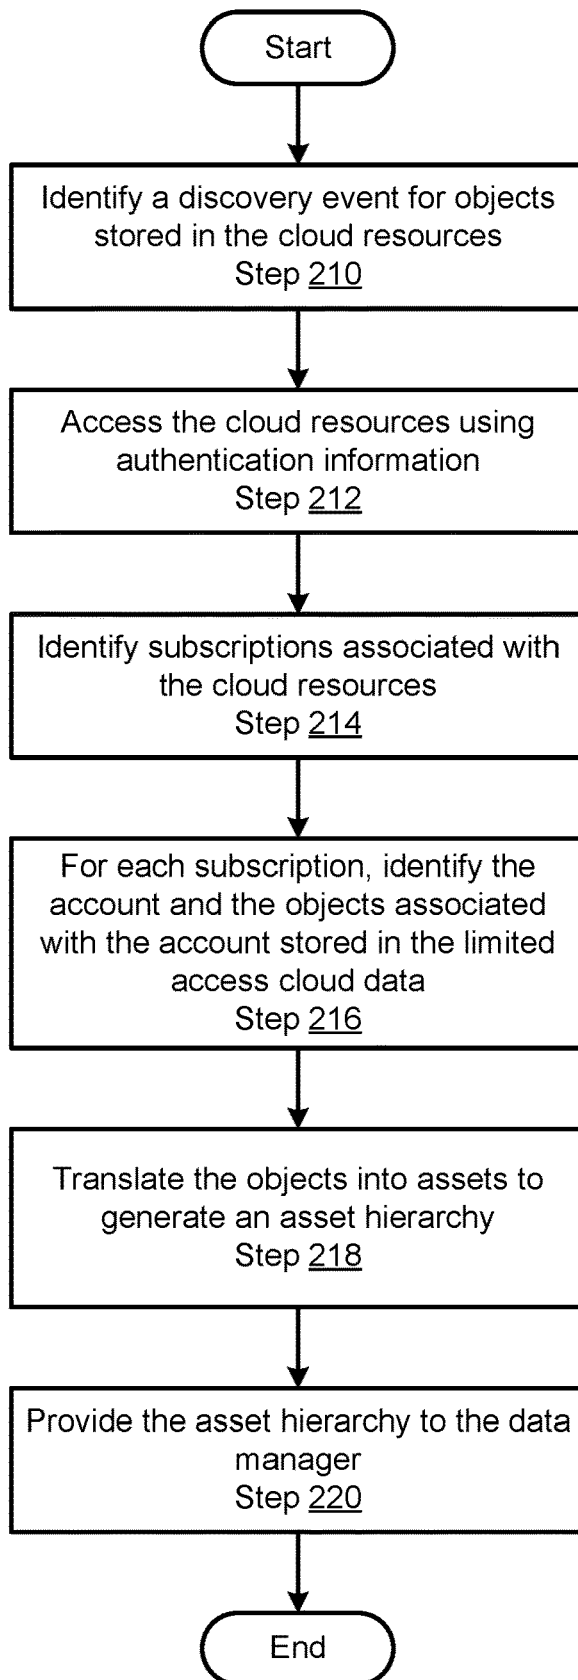 Start
Identify a discovery event for objects
stored in the cloud resources
Step 210
Access the cloud resources using
authentication information
Step 212
Identify subscriptions associated with
the cloud resources
Step 214
For each subscription, identify the
account and the objects associated
with the account stored in the limited
access cloud data
Step 216
Translate the objects into assets to
generate an asset hierarchy
Step 218
Provide the asset hierarchy to the data
manager
Step 220
End